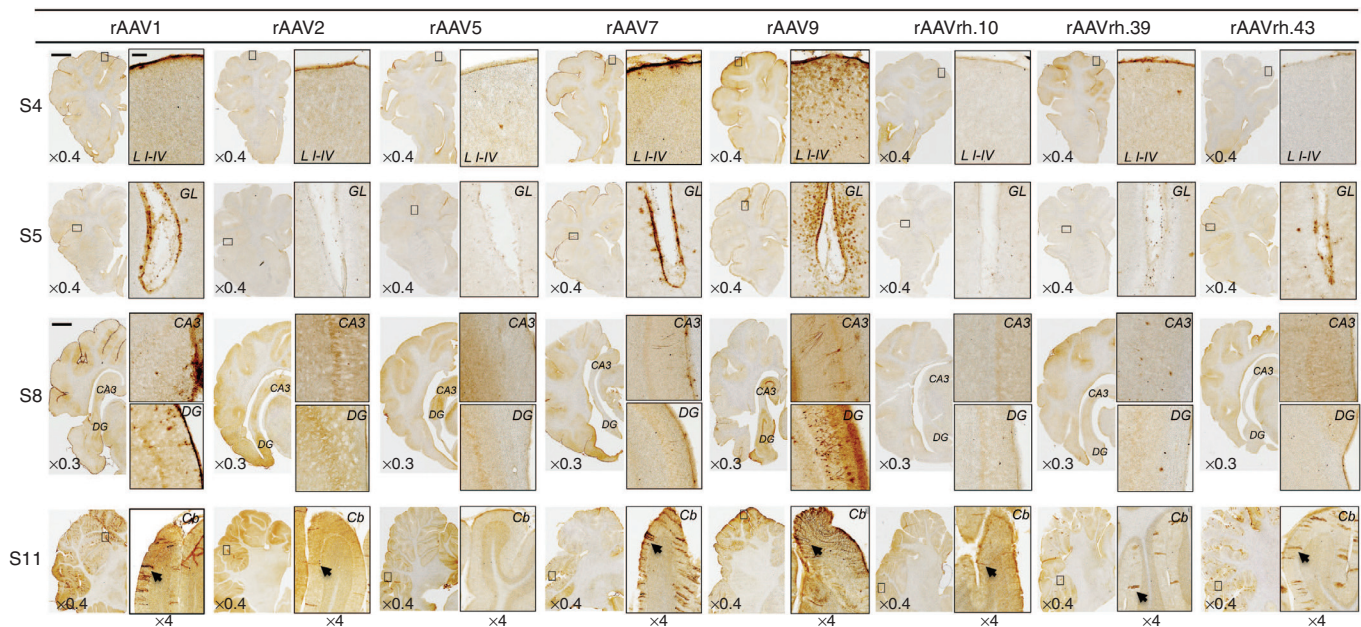 rAAV1 rAAV2 rAAV5 rAAV7 rAAV9 rAAVrh.10 rAAVrh.39 rAAVrh.43
S4
L I-IV L I-IV L I-IV L I-IV L I-IV L I-IV L I-IV L I-IV
×0.4 ×0.4 ×0.4 ×0.4 ×0.4 ×0.4 ×0.4 ×0.4
GL GL GL GL GL GL GL GL
S5
×0.4 ×0.4 ×0.4 ×0.4 ×0.4 ×0.4 ×0.4 ×0.4
CA3 CA3 CA3 CA3 CA3 CA3 CA3 CA3
S8
CA3 CA3 CA3 CA3 CA3 CA3 CA3 CA3
DG DG DG DG DG DG DG DG
DG DG DG DG DG DG DG DG
×0.3 ×0.3 ×0.3 ×0.3 ×0.3 ×0.3 ×0.3 ×0.3
Cb Cb Cb Cb Cb Cb Cb Cb
S11
×0.4 ×0.4 ×0.4 ×0.4 ×0.4 ×0.4 ×0.4 ×0.4
×4 ×4 ×4 ×4 ×4 ×4 ×4 ×4